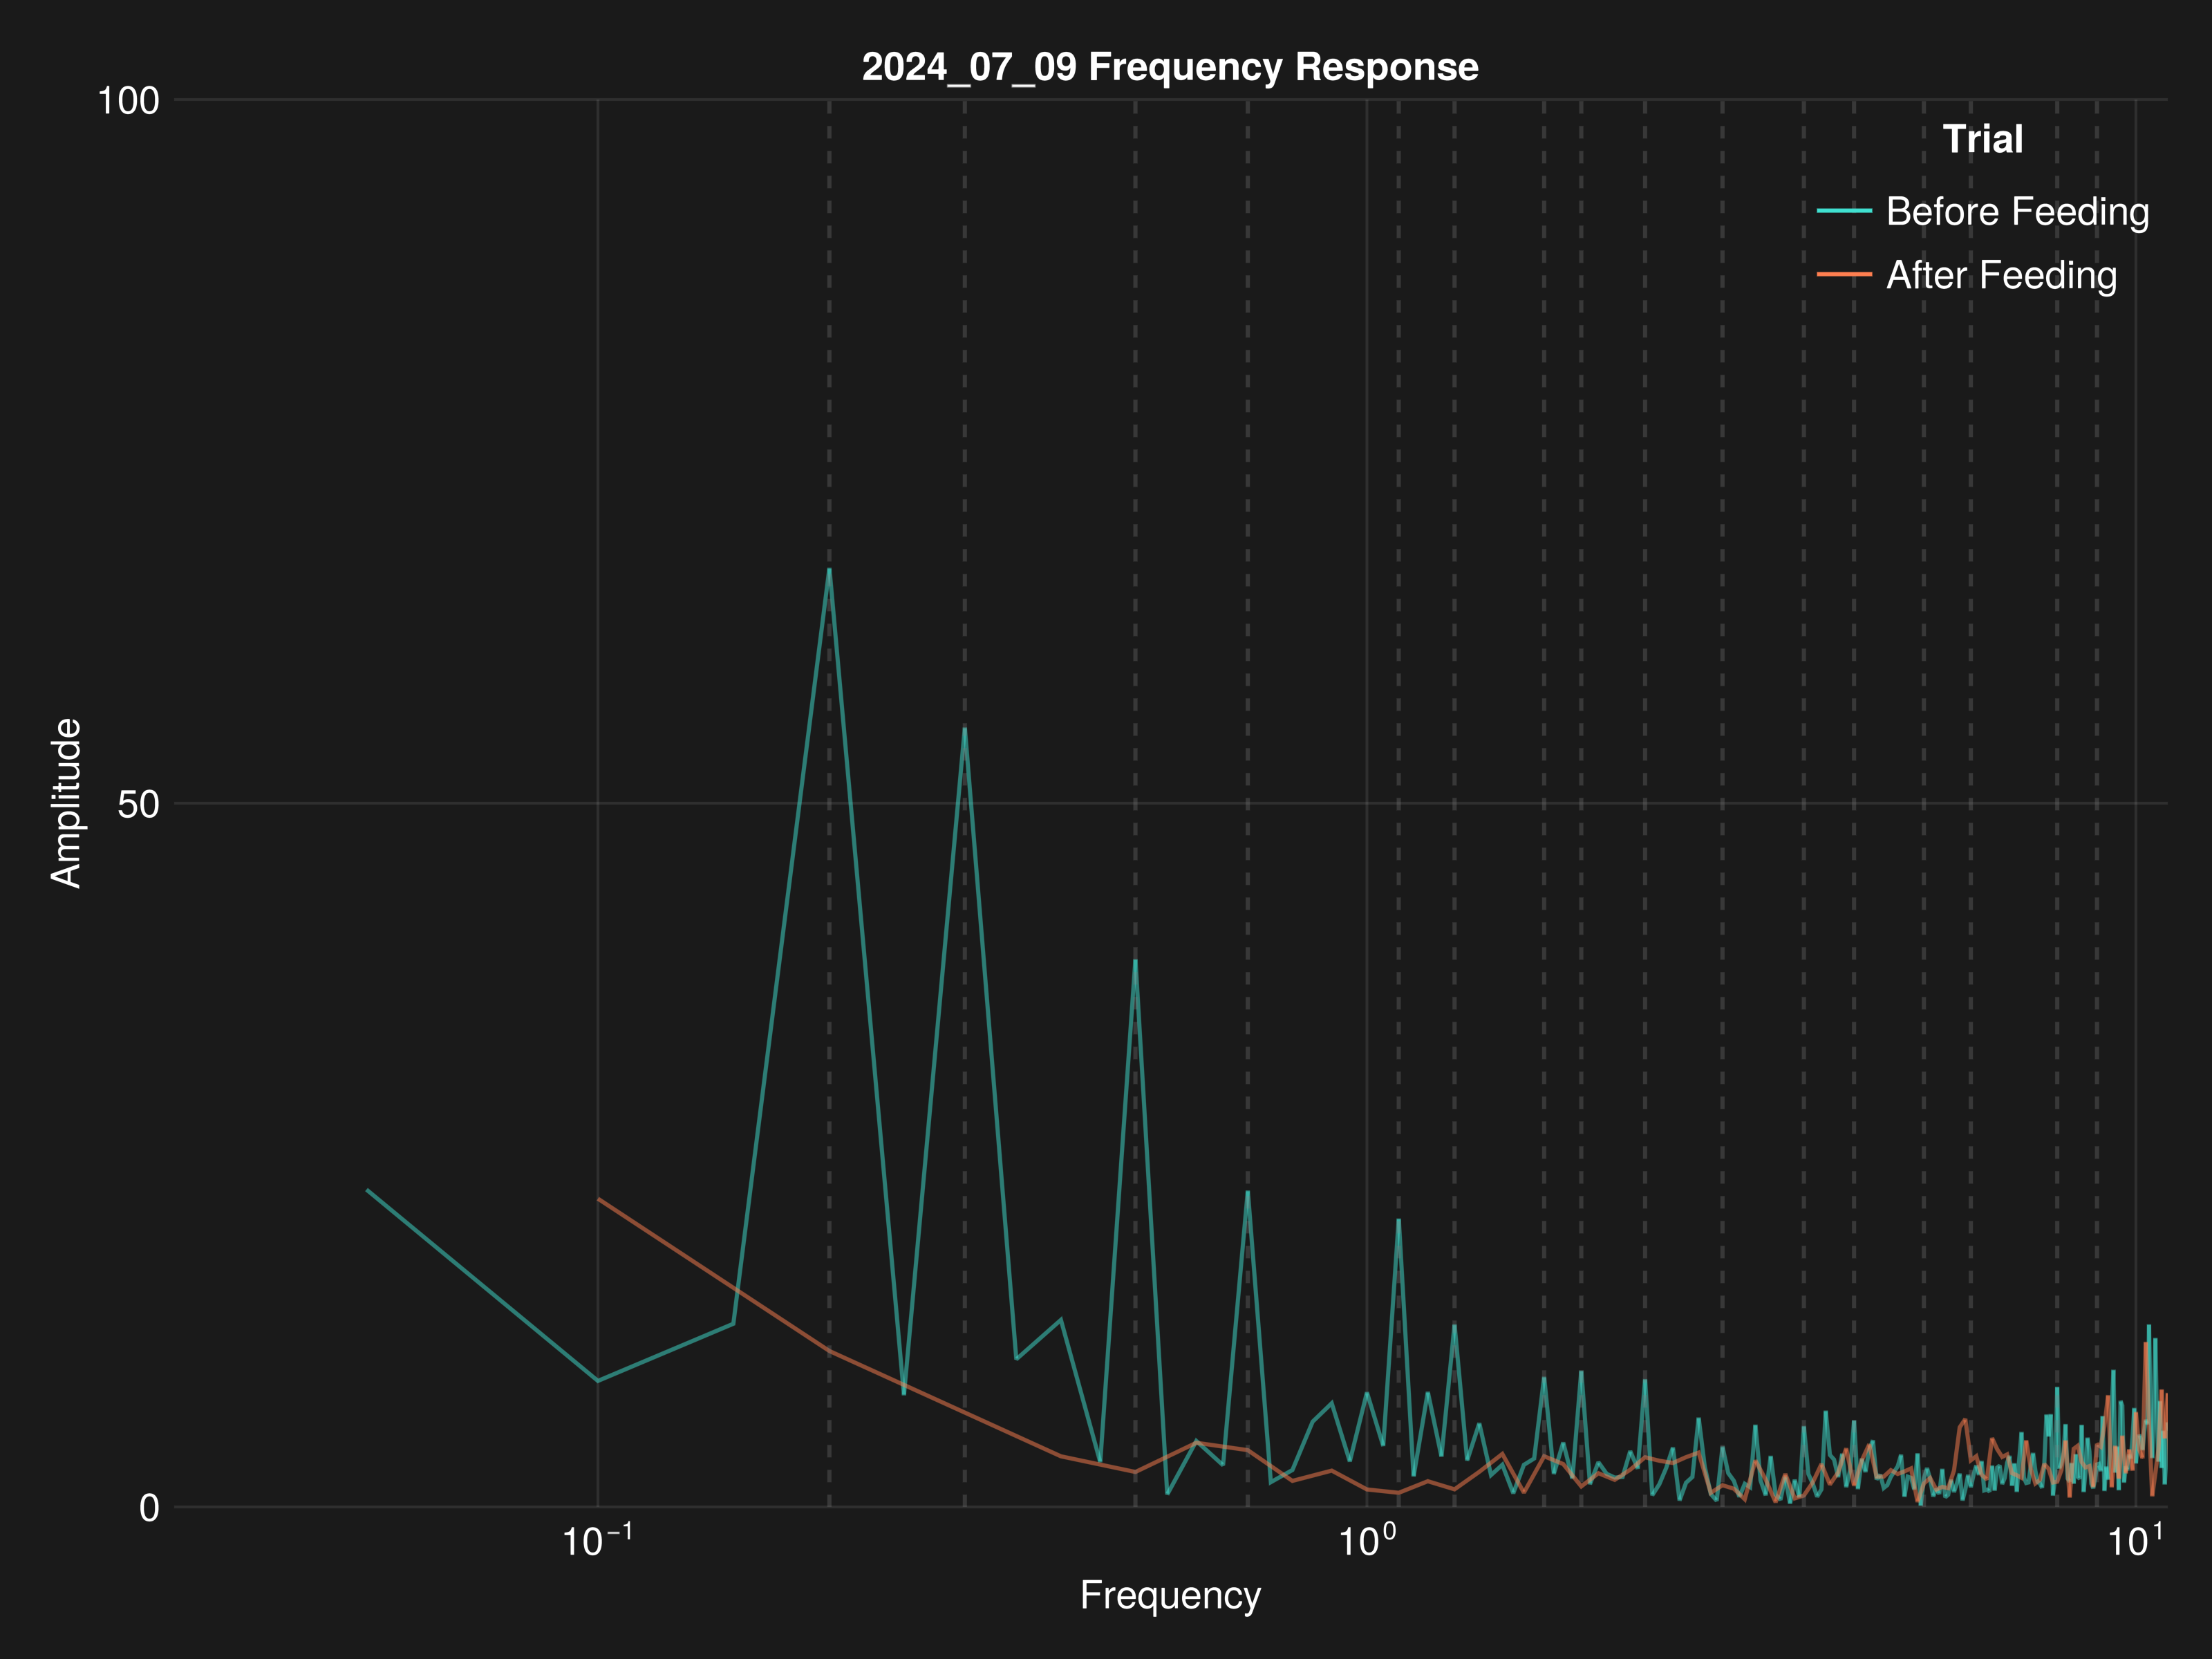 2024_07_09 Frequency Response
100
Trial
Before Feeding
After Feeding
Amplitude
50
0
10⁻¹
10⁰
10¹
Frequency